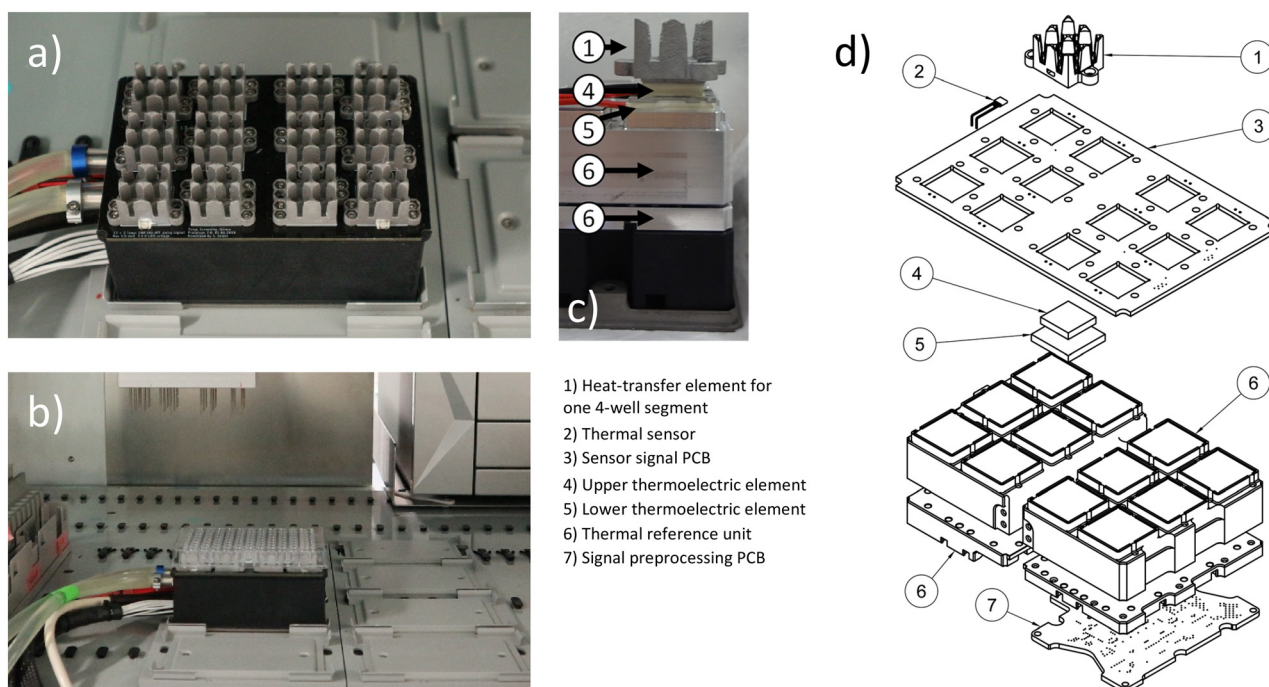 a)
b)
c)
1
4
5
6
6
1) Heat-transfer element for
one 4-well segment
2) Thermal sensor
3) Sensor signal PCB
4) Upper thermoelectric element
5) Lower thermoelectric element
6) Thermal reference unit
7) Signal preprocessing PCB
d)
1
2
3
4
5
6
6
7